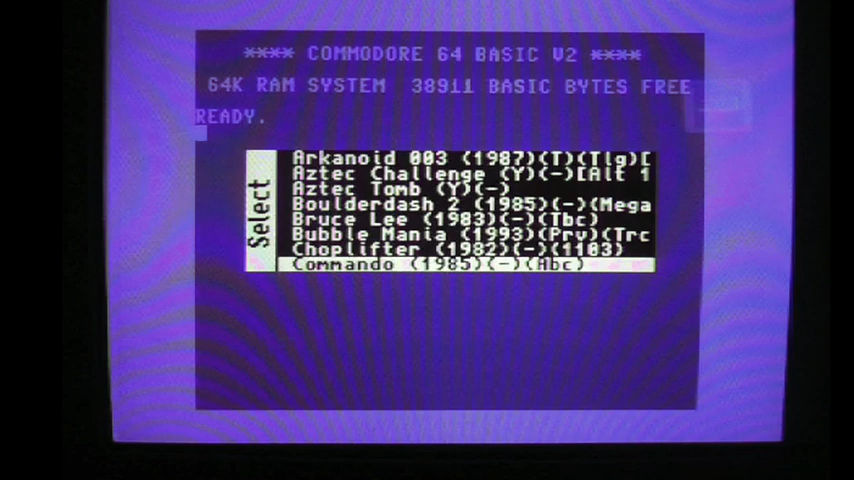 **** COMMODORE 64 BASIC V2 ****
64K RAM SYSTEM 38911 BASIC BYTES FREE
READY.
Select
Arkanoid 003 (1987)(T)(Tlg)[
Aztec Challenge (Y)(-)[Alt 1
Aztec Tomb (Y)(-)
Boulderdash 2 (1985)(-)(Mega
Bruce Lee (1983)(-)(Tbc)
Bubble Mania (1993)(Prv)(Trc
Choplifter (1982)(-)(1103)
Commando (1985)(-)(Abc)